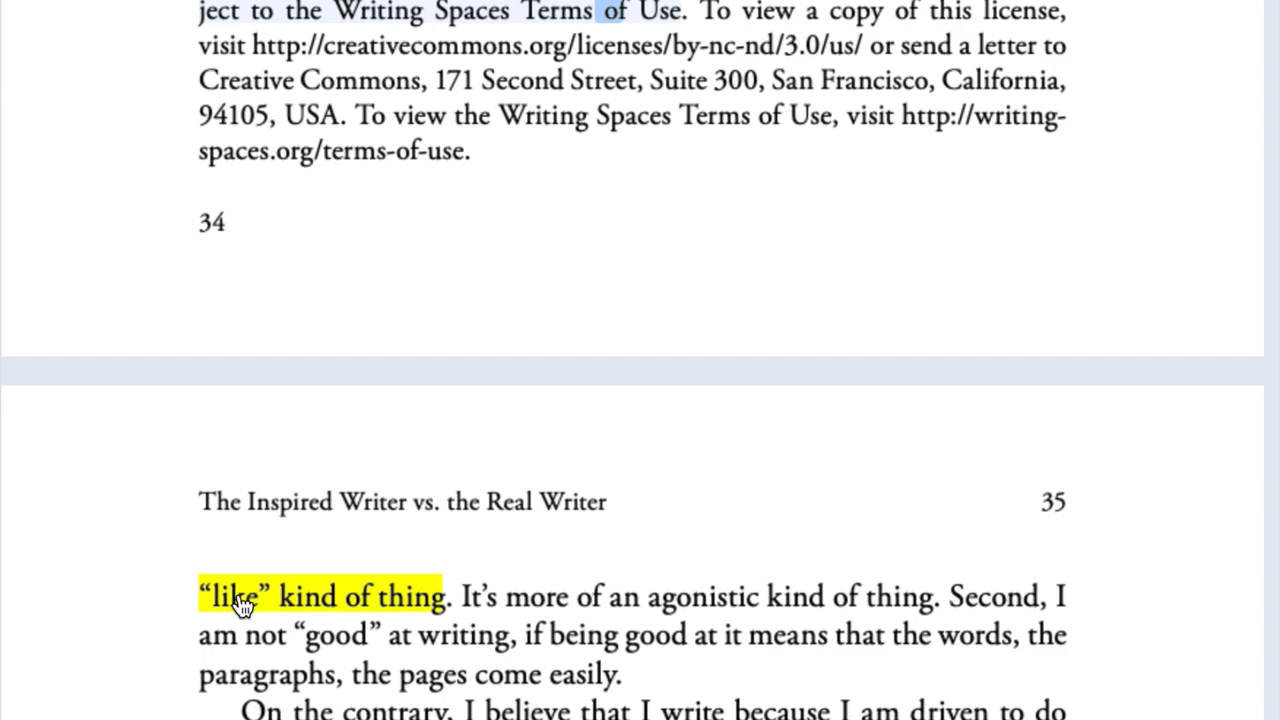 ject to the Writing Spaces Terms of Use. To view a copy of this license,
visit http://creativecommons.org/licenses/by-nc-nd/3.0/us/ or send a letter to
Creative Commons, 171 Second Street, Suite 300, San Francisco, California,
94105, USA. To view the Writing Spaces Terms of Use, visit http://writing-
spaces.org/terms-of-use.
34
The Inspired Writer vs. the Real Writer 35
“like” kind of thing. It’s more of an agonistic kind of thing. Second, I
am not “good” at writing, if being good at it means that the words, the
paragraphs, the pages come easily.
On the contrary, I believe that I write because I am driven to do